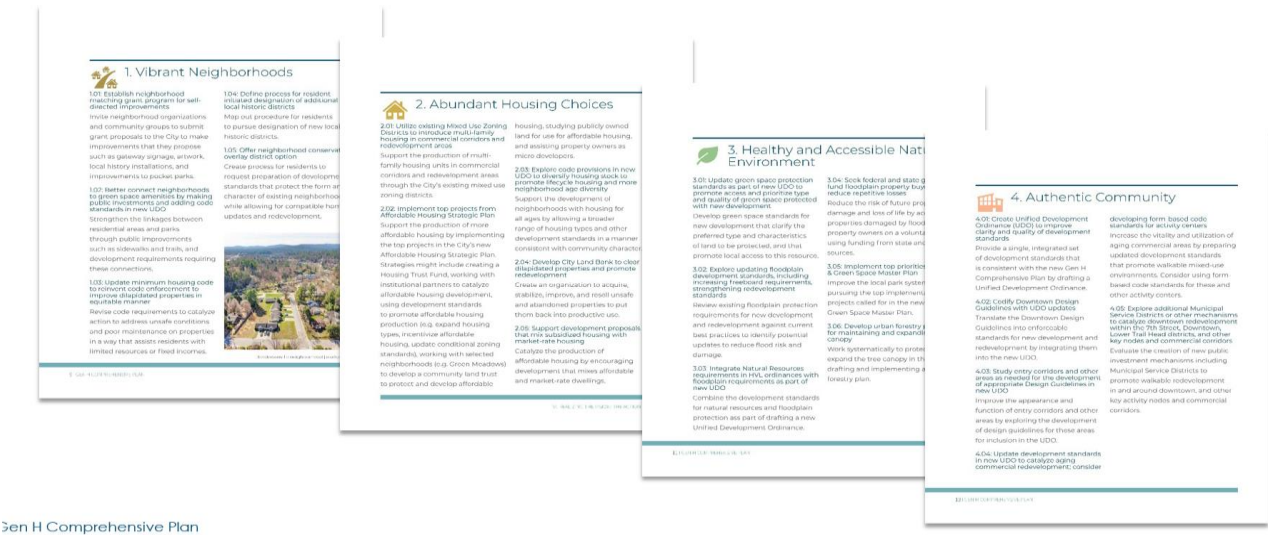 1. Vibrant Neighborhoods
1.01: Establish neighborhood
matching grant program for self-
directed improvements
Invite neighborhood organizations
and community groups to submit
grant proposals to the City to make
improvements that they propose
such as gateway signage, artwork,
local history installations, and
improvements to pocket parks.
1.02: Better connect neighborhoods
to green space amenities by making
public investments and adding code
standards in new UDO
Strengthen the linkages between
residential areas and parks
through public improvements
such as sidewalks and trails, and
development requirements requiring
these connections.
1.03: Update minimum housing code
to reinvent code enforcement to
improve dilapidated properties in
equitable manner
Revise code requirements to catalyze
action to address unsafe conditions
and poor maintenance on properties
in a way that assists residents with
limited resources or fixed incomes.
1.04: Define process for resident
initiated designation of additional
local historic districts
Map out procedure for residents
to pursue designation of new local
historic districts.
1.05: Offer neighborhood conservat
overlay district option
Create process for residents to
request preparation of developme
standards that protect the form an
character of existing neighborhood
while allowing for compatible hom
updates and redevelopment.
2. Abundant Housing Choices
2.01: Utilize existing Mixed Use Zoning
Districts to introduce multi-family
housing in commercial corridors and
redevelopment areas
Support the production of multi-
family housing units in commercial
corridors and redevelopment areas
through the City's existing mixed use
zoning districts.
2.02: Implement top projects from
Affordable Housing Strategic Plan
Support the production of more
affordable housing by implementing
the top projects in the City's new
Affordable Housing Strategic Plan.
Strategies might include creating a
Housing Trust Fund, working with
institutional partners to catalyze
affordable housing development,
using development standards
to promote affordable housing
production (e.g. expand housing
types, incentivize affordable
housing, update conditional zoning
standards), working with selected
neighborhoods (e.g. Green Meadows)
to develop a community land trust
to protect and develop affordable
housing, studying publicly owned
land for use for affordable housing,
and assisting property owners as
micro developers.
2.03: Explore code provisions in new
UDO to diversify housing stock to
promote lifecycle housing and more
neighborhood age diversity
Support the development of
neighborhoods with housing for
all ages by allowing a broader
range of housing types and other
development standards in a manner
consistent with community character
2.04: Develop City Land Bank to clear
dilapidated properties and promote
redevelopment
Create an organization to acquire,
stabilize, improve, and resell unsafe
and abandoned properties to put
them back into productive use.
2.05: Support development proposals
that mix subsidized housing with
market-rate housing
Catalyze the production of
affordable housing by encouraging
development that mixes affordable
and market-rate dwellings.
3. Healthy and Accessible Natu
Environment
3.01: Update green space protection
standards as part of new UDO to
promote access and prioritize type
and quality of green space protected
with new development
Develop green space standards for
new development that clarify the
preferred type and characteristics
of land to be protected, and that
promote local access to this resource.
3.02: Explore updating floodplain
development standards, including
increasing freeboard requirements,
strengthening redevelopment
standards
Review existing floodplain protection
requirements for new development
and redevelopment against current
best practices to identify potential
updates to reduce flood risk and
damage.
3.03: Integrate Natural Resources
requirements in HVL ordinances with
floodplain requirements as part of
new UDO
Combine the development standards
for natural resources and floodplain
protection as part of drafting a new
Unified Development Ordinance.
3.04: Seek federal and state g
fund floodplain property buy
reduce repetitive losses
Reduce the risk of future prop
damage and loss of life by ac
properties damaged by flood
property owners on a volunta
using funding from state and
sources.
3.05: Implement top priorities
& Green Space Master Plan
Improve the local park system
pursuing the top implement
projects called for in the new
Green Space Master Plan.
3.06: Develop urban forestry p
for maintaining and expandi
canopy
Work systematically to protec
expand the tree canopy in th
drafting and implementing a
forestry plan.
4. Authentic Community
4.01: Create Unified Development
Ordinance (UDO) to improve
clarity and quality of development
standards
Provide a single, integrated set
of development standards that
is consistent with the new Gen H
Comprehensive Plan by drafting a
Unified Development Ordinance.
4.02: Codify Downtown Design
Guidelines with UDO updates
Translate the Downtown Design
Guidelines into enforceable
standards for new development and
redevelopment by integrating them
into the new UDO.
4.03: Study entry corridors and other
areas as needed for the development
of appropriate Design Guidelines in
new UDO
Improve the appearance and
function of entry corridors and other
areas by exploring the development
of design guidelines for these areas
for inclusion in the UDO.
4.04: Update development standards
in new UDO to catalyze aging
commercial redevelopment; consider
developing form-based code
standards for activity centers
Increase the vitality and utilization of
aging commercial areas by preparing
updated development standards
that promote walkable mixed-use
environments. Consider using form
based code standards for these and
other activity centers.
4.05: Explore additional Municipal
Service Districts or other mechanisms
to catalyze downtown redevelopment
within the 7th Street, Downtown,
Lower Trail Head districts, and other
key nodes and commercial corridors
Evaluate the creation of new public
investment mechanisms including
Municipal Service Districts to
promote walkable redevelopment
in and around downtown, and other
key activity nodes and commercial
corridors.
Gen H Comprehensive Plan